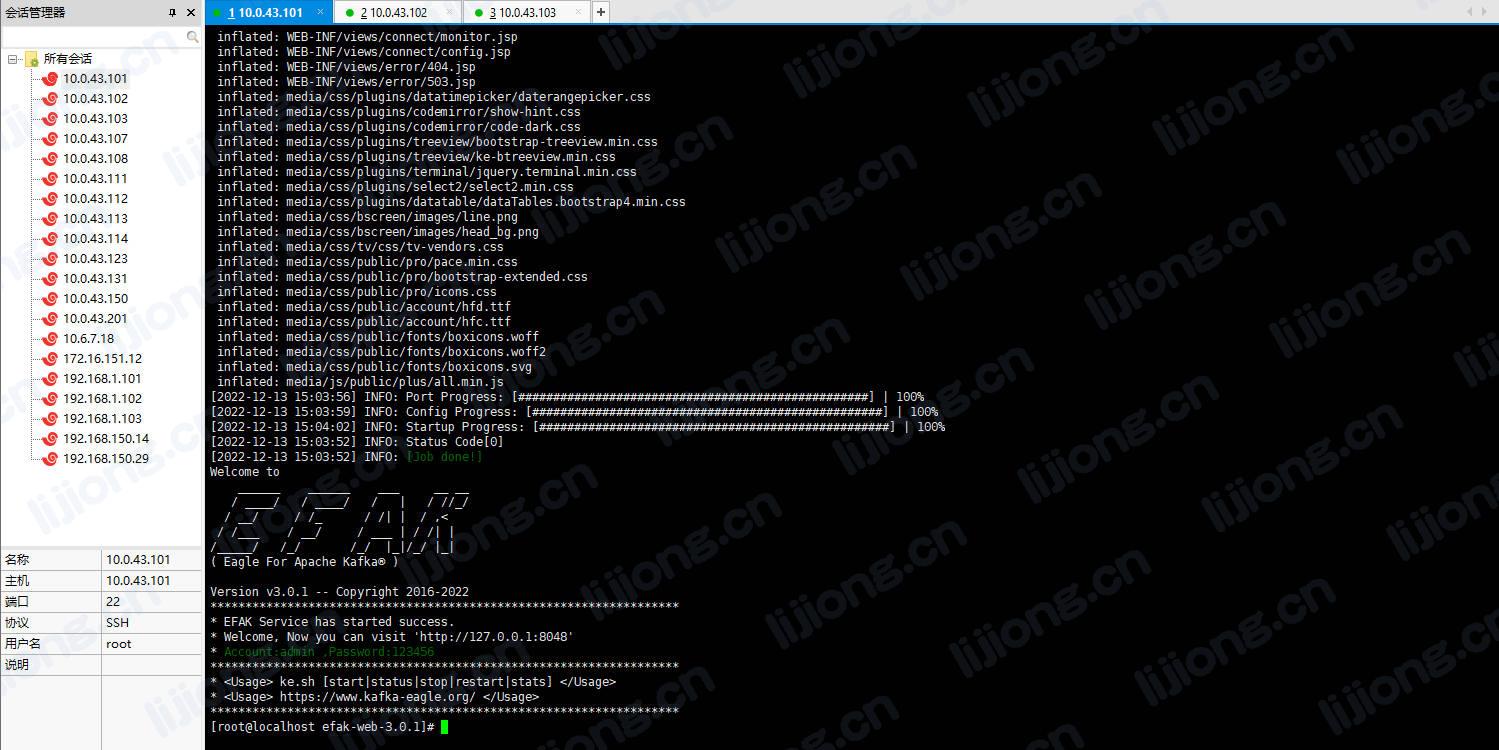 会话管理器
所有会话
10.0.43.101
10.0.43.102
10.0.43.103
10.0.43.107
10.0.43.108
10.0.43.111
10.0.43.112
10.0.43.113
10.0.43.114
10.0.43.123
10.0.43.131
10.0.43.150
10.0.43.201
10.6.7.18
172.16.151.12
192.168.1.101
192.168.1.102
192.168.1.103
192.168.150.14
192.168.150.29
名称 10.0.43.101
主机 10.0.43.101
端口 22
协议 SSH
用户名 root
说明
1 10.0.43.101 × 2 10.0.43.102 × 3 10.0.43.103 × +
inflated: WEB-INF/views/connect/monitor.jsp
inflated: WEB-INF/views/connect/config.jsp
inflated: WEB-INF/views/error/404.jsp
inflated: WEB-INF/views/error/503.jsp
inflated: media/css/plugins/datatimepicker/daterangepicker.css
inflated: media/css/plugins/codemirror/show-hint.css
inflated: media/css/plugins/codemirror/code-dark.css
inflated: media/css/plugins/treeview/bootstrap-treeview.min.css
inflated: media/css/plugins/treeview/ke-btreeview.min.css
inflated: media/css/plugins/terminal/jquery.terminal.min.css
inflated: media/css/plugins/select2/select2.min.css
inflated: media/css/plugins/datatable/dataTables.bootstrap4.min.css
inflated: media/css/bscreen/images/line.png
inflated: media/css/bscreen/images/head_bg.png
inflated: media/css/tv/css/tv-vendors.css
inflated: media/css/public/pro/pace.min.css
inflated: media/css/public/pro/bootstrap-extended.css
inflated: media/css/public/pro/icons.css
inflated: media/css/public/account/hfd.ttf
inflated: media/css/public/account/hfc.ttf
inflated: media/css/public/fonts/boxicons.woff
inflated: media/css/public/fonts/boxicons.woff2
inflated: media/css/public/fonts/boxicons.svg
inflated: media/js/public/plus/all.min.js
[2022-12-13 15:03:56] INFO: Port Progress: [##################################################] | 100%
[2022-12-13 15:03:59] INFO: Config Progress: [##################################################] | 100%
[2022-12-13 15:04:02] INFO: Startup Progress: [##################################################] | 100%
[2022-12-13 15:03:52] INFO: Status Code[0]
[2022-12-13 15:03:52] INFO: [Job done!]
Welcome to
EFAK
( Eagle For Apache Kafka® )
Version v3.0.1 -- Copyright 2016-2022
*******************************************************************
* EFAK Service has started success.
* Welcome, Now you can visit 'http://127.0.0.1:8048'
* Account:admin ,Password:123456
*******************************************************************
* <Usage> ke.sh [start|status|stop|restart|stats] </Usage>
* <Usage> https://www.kafka-eagle.org/ </Usage>
*******************************************************************
[root@localhost efak-web-3.0.1]#
lijiong.cn